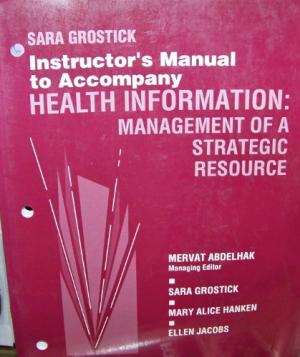 SARA GROSTICK
Instructor's Manual
to Accompany
HEALTH INFORMATION:
MANAGEMENT OF A
STRATEGIC
RESOURCE
MERVAT ABDELHAK
Managing Editor
SARA GROSTICK
MARY ALICE HANKEN
ELLEN JACOBS